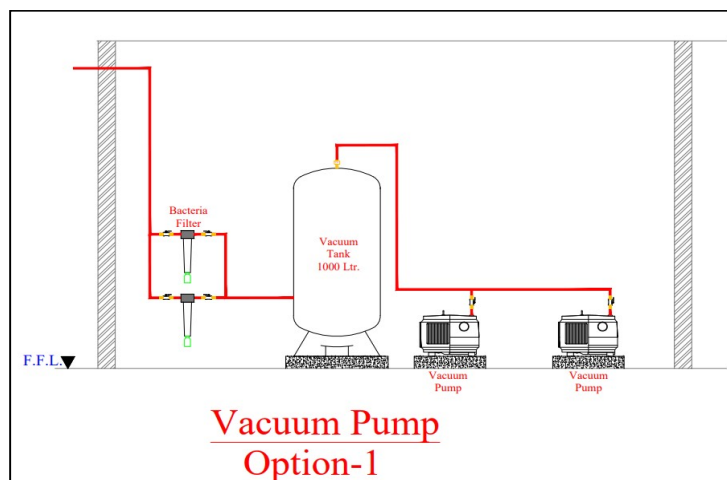 Bacteria
Filter
Vacuum
Tank
1000 Ltr.
F.F.L.
Vacuum
Pump
Vacuum
Pump
Vacuum Pump
Option-1